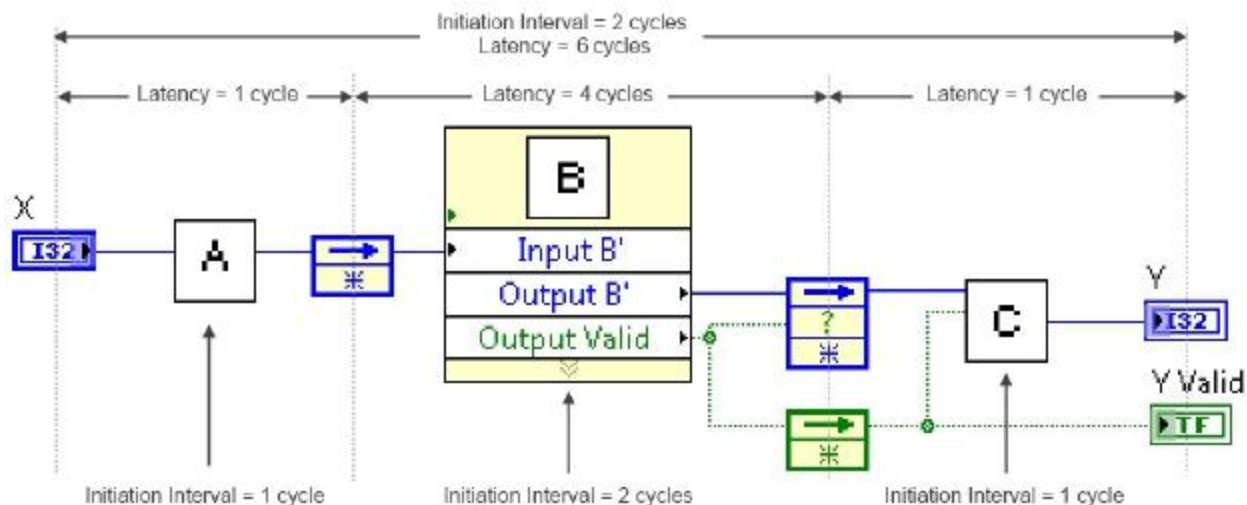 Initiation Interval = 2 cycles
Latency = 6 cycles
Latency = 1 cycle
Latency = 4 cycles
Latency = 1 cycle
X
I32
A
B
Input B'
Output B'
Output Valid
?
C
Y
I32
Y Valid
TF
Initiation Interval = 1 cycle
Initiation Interval = 2 cycles
Initiation Interval = 1 cycle